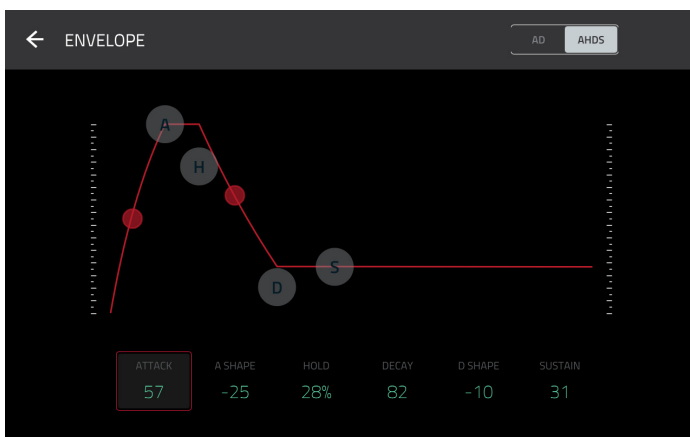 ENVELOPE
AD AHDS
A
H
S
D
ATTACK A SHAPE HOLD DECAY D SHAPE SUSTAIN
57 -25 28% 82 -10 31